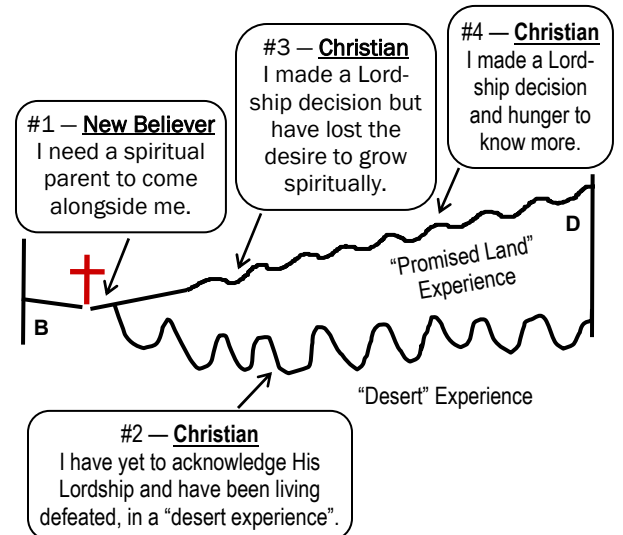 #1 — New Believer
I need a spiritual
parent to come
alongside me.
#3 — Christian
I made a Lord-
ship decision but
have lost the
desire to grow
spiritually.
#4 — Christian
I made a Lord-
ship decision
and hunger to
know more.
B
D
“Promised Land”
Experience
“Desert” Experience
#2 — Christian
I have yet to acknowledge His
Lordship and have been living
defeated, in a “desert experience”.